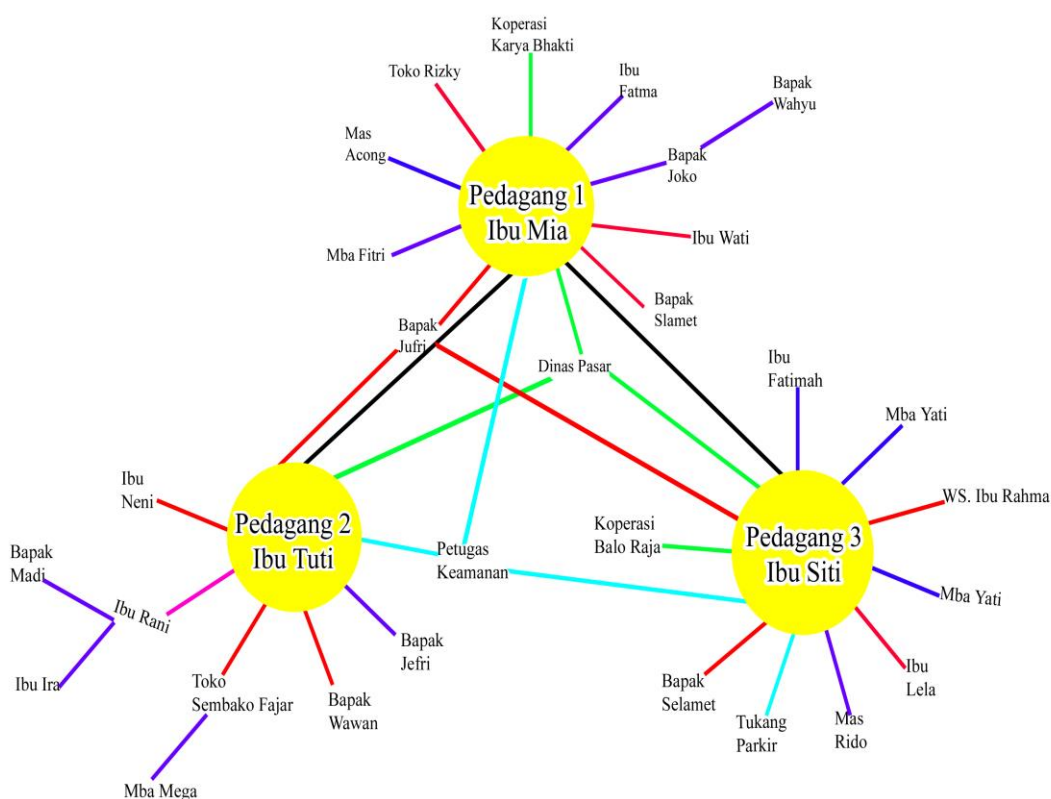 Koperasi
Karya Bhakti
Toko Rizky
Ibu
Fatma
Bapak
Wahyu
Mas
Acong
Bapak
Joko
Pedagang 1
Ibu Mia
Mba Fitri
Ibu Wati
Bapak
Slamet
Bapak
Jufri
Dinas Pasar
Ibu
Fatimah
Mba Yati
Ibu
Neni
WS. Ibu Rahma
Pedagang 2
Ibu Tuti
Koperasi
Balo Raja
Pedagang 3
Ibu Siti
Petugas
Keamanan
Bapak
Madi
Ibu Rani
Mba Yati
Bapak
Jefri
Ibu Ira
Toko
Sembako Fajar
Bapak
Wawan
Bapak
Selamet
Ibu
Lela
Tukang
Parkir
Mas
Rido
Mba Mega